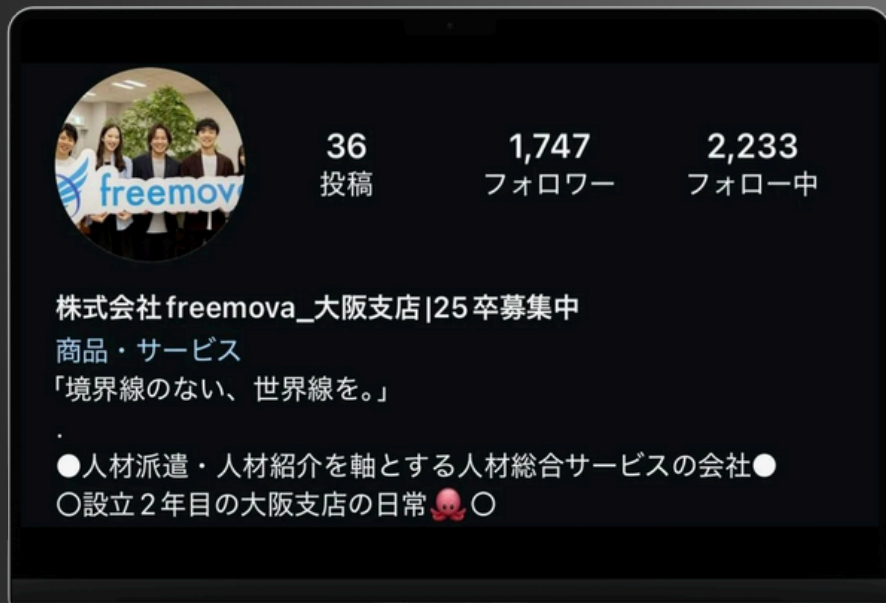 freemov
36
投稿
1,747
フォロワー
2,233
フォロー中
株式会社freemova_大阪支店|25卒募集中
商品・サービス
「境界線のない、世界線を。」
.
●人材派遣・人材紹介を軸とする人材総合サービスの会社●
〇設立2年目の大阪支店の日常🐙〇